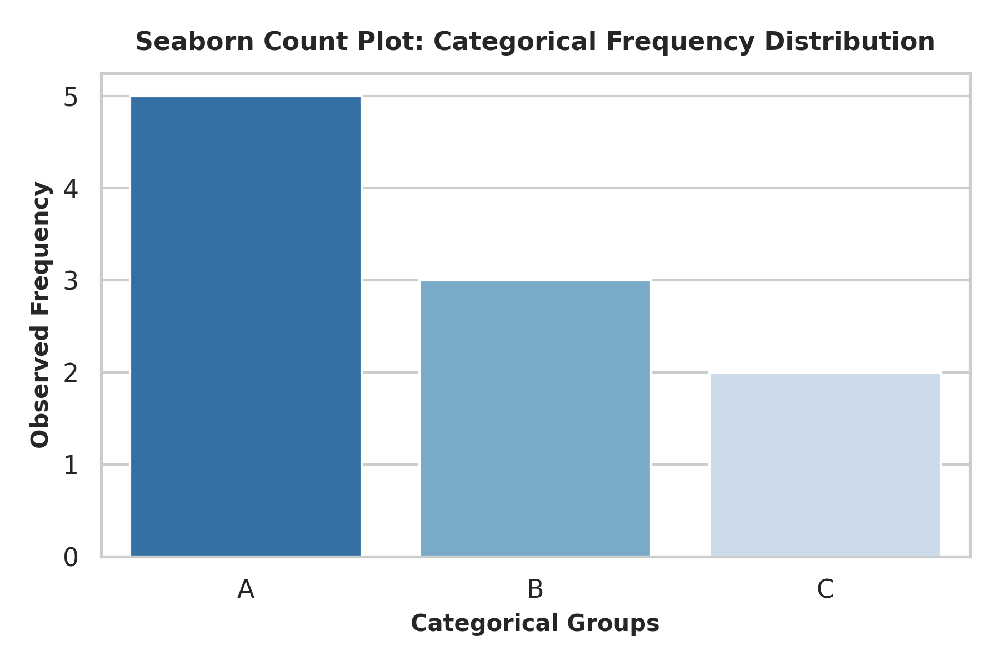 Seaborn Count Plot: Categorical Frequency Distribution
Observed Frequency
5
4
3
2
1
0
A
B
C
Categorical Groups